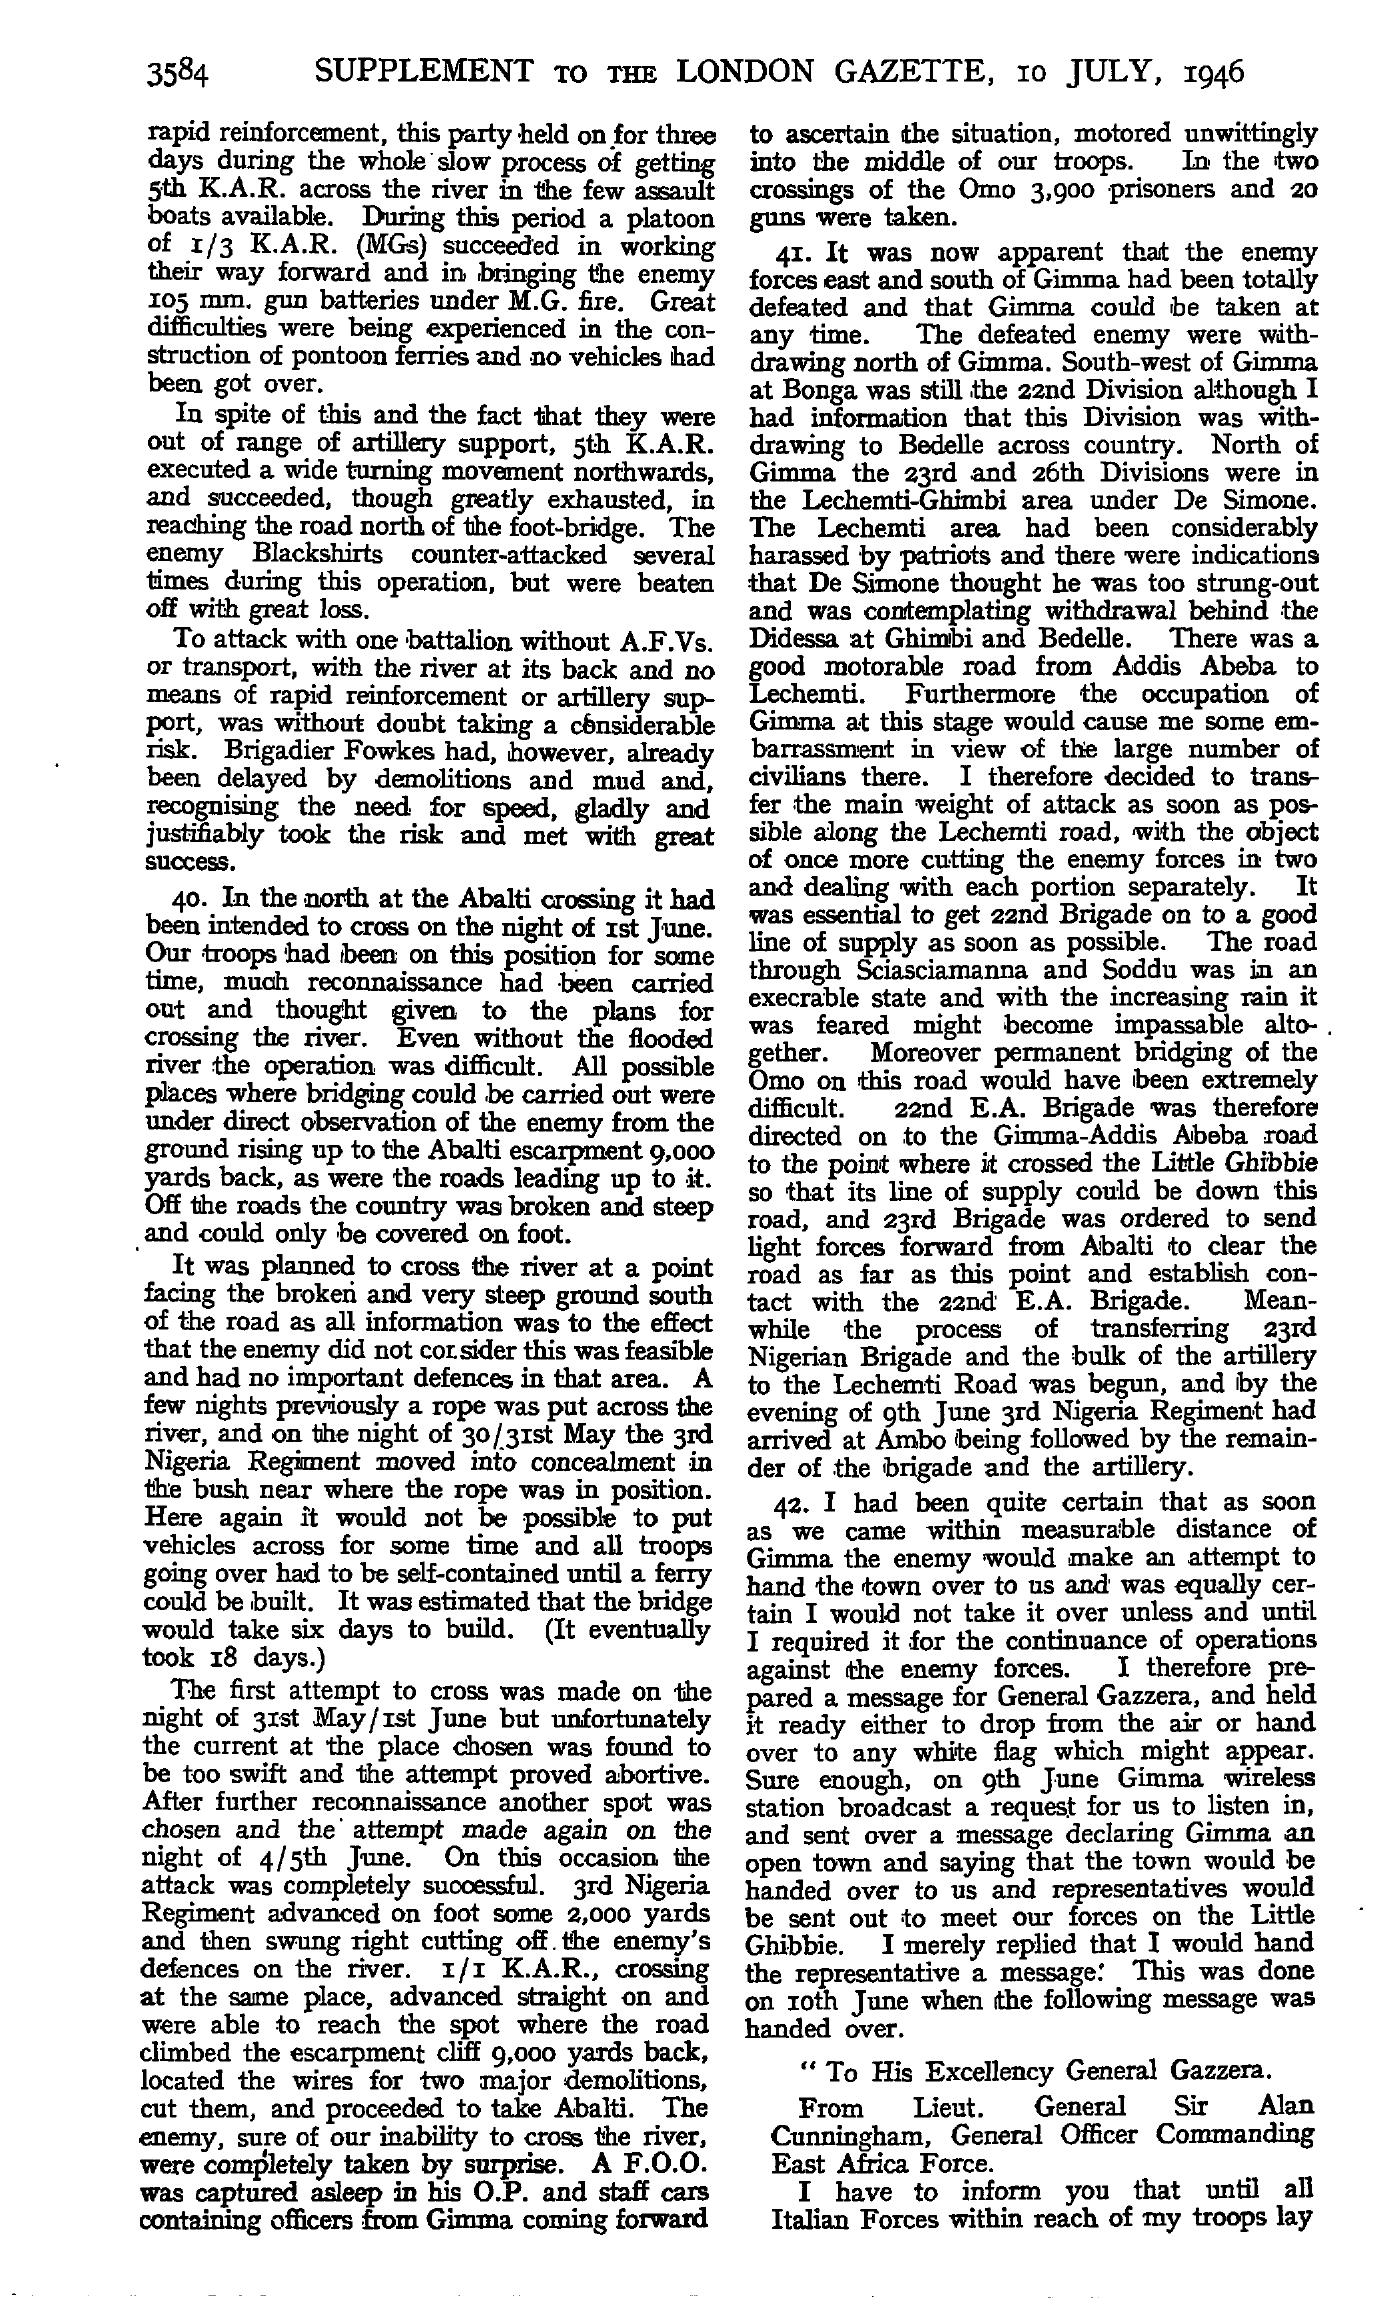 3584 SUPPLEMENT TO THE LONDON GAZETTE, 10 JULY, 1946
rapid reinforcement, this party held on for three
days during the whole slow process of getting
5th K.A.R. across the river in the few assault
boats available. During this period a platoon
of 1/3 K.A.R. (MGs) succeeded in working
their way forward and in bringing the enemy
105 mm. gun batteries under M.G. fire. Great
difficulties were being experienced in the con-
struction of pontoon ferries and no vehicles had
been got over.
In spite of this and the fact that they were
out of range of artillery support, 5th K.A.R.
executed a wide turning movement northwards,
and succeeded, though greatly exhausted, in
reaching the road north of the foot-bridge. The
enemy Blackshirts counter-attacked several
times during this operation, but were beaten
off with great loss.
To attack with one battalion without A.F.Vs.
or transport, with the river at its back and no
means of rapid reinforcement or artillery sup-
port, was without doubt taking a considerable
risk. Brigadier Fowkes had, however, already
been delayed by demolitions and mud and,
recognising the need for speed, gladly and
justifiably took the risk and met with great
success.
40. In the north at the Abalti crossing it had
been intended to cross on the night of 1st June.
Our troops had been on this position for some
time, much reconnaissance had been carried
out and thought given to the plans for
crossing the river. Even without the flooded
river the operation was difficult. All possible
places where bridging could be carried out were
under direct observation of the enemy from the
ground rising up to the Abalti escarpment 9,000
yards back, as were the roads leading up to it.
Off the roads the country was broken and steep
and could only be covered on foot.
It was planned to cross the river at a point
facing the broken and very steep ground south
of the road as all information was to the effect
that the enemy did not consider this was feasible
and had no important defences in that area. A
few nights previously a rope was put across the
river, and on the night of 30/31st May the 3rd
Nigeria Regiment moved into concealment in
the bush near where the rope was in position.
Here again it would not be possible to put
vehicles across for some time and all troops
going over had to be self-contained until a ferry
could be built. It was estimated that the bridge
would take six days to build. (It eventually
took 18 days.)
The first attempt to cross was made on the
night of 31st May/1st June but unfortunately
the current at the place chosen was found to
be too swift and the attempt proved abortive.
After further reconnaissance another spot was
chosen and the attempt made again on the
night of 4/5th June. On this occasion the
attack was completely successful. 3rd Nigeria
Regiment advanced on foot some 2,000 yards
and then swung right cutting off the enemy's
defences on the river. 1/1 K.A.R., crossing
at the same place, advanced straight on and
were able to reach the spot where the road
climbed the escarpment cliff 9,000 yards back,
located the wires for two major demolitions,
cut them, and proceeded to take Abalti. The
enemy, sure of our inability to cross the river,
were completely taken by surprise. A F.O.O.
was captured asleep in his O.P. and staff cars
containing officers from Gimma coming forward
to ascertain the situation, motored unwittingly
into the middle of our troops. In the two
crossings of the Omo 3,900 prisoners and 20
guns were taken.
41. It was now apparent that the enemy
forces east and south of Gimma had been totally
defeated and that Gimma could be taken at
any time. The defeated enemy were with-
drawing north of Gimma. South-west of Gimma
at Bonga was still the 22nd Division although I
had information that this Division was with-
drawing to Bedelle across country. North of
Gimma the 23rd and 26th Divisions were in
the Lechemti-Ghimbi area under De Simone.
The Lechemti area had been considerably
harassed by patriots and there were indications
that De Simone thought he was too strung-out
and was contemplating withdrawal behind the
Didessa at Ghimbi and Bedelle. There was a
good motorable road from Addis Abeba to
Lechemti. Furthermore the occupation of
Gimma at this stage would cause me some em-
barrassment in view of the large number of
civilians there. I therefore decided to trans-
fer the main weight of attack as soon as pos-
sible along the Lechemti road, with the object
of once more cutting the enemy forces in two
and dealing with each portion separately. It
was essential to get 22nd Brigade on to a good
line of supply as soon as possible. The road
through Sciasciamanna and Soddu was in an
execrable state and with the increasing rain it
was feared might become impassable alto-
gether. Moreover permanent bridging of the
Omo on this road would have been extremely
difficult. 22nd E.A. Brigade was therefore
directed on to the Gimma-Addis Abeba road
to the point where it crossed the Little Ghibbie
so that its line of supply could be down this
road, and 23rd Brigade was ordered to send
light forces forward from Abalti to clear the
road as far as this point and establish con-
tact with the 22nd E.A. Brigade. Mean-
while the process of transferring 23rd
Nigerian Brigade and the bulk of the artillery
to the Lechemti Road was begun, and by the
evening of 9th June 3rd Nigeria Regiment had
arrived at Ambo being followed by the remain-
der of the brigade and the artillery.
42. I had been quite certain that as soon
as we came within measurable distance of
Gimma the enemy would make an attempt to
hand the town over to us and was equally cer-
tain I would not take it over unless and until
I required it for the continuance of operations
against the enemy forces. I therefore pre-
pared a message for General Gazzera, and held
it ready either to drop from the air or hand
over to any white flag which might appear.
Sure enough, on 9th June Gimma wireless
station broadcast a request for us to listen in,
and sent over a message declaring Gimma an
open town and saying that the town would be
handed over to us and representatives would
be sent out to meet our forces on the Little
Ghibbie. I merely replied that I would hand
the representative a message. This was done
on 10th June when the following message was
handed over.
" To His Excellency General Gazzera.
From Lieut. General Sir Alan
Cunningham, General Officer Commanding
East Africa Force.
I have to inform you that until all
Italian Forces within reach of my troops lay